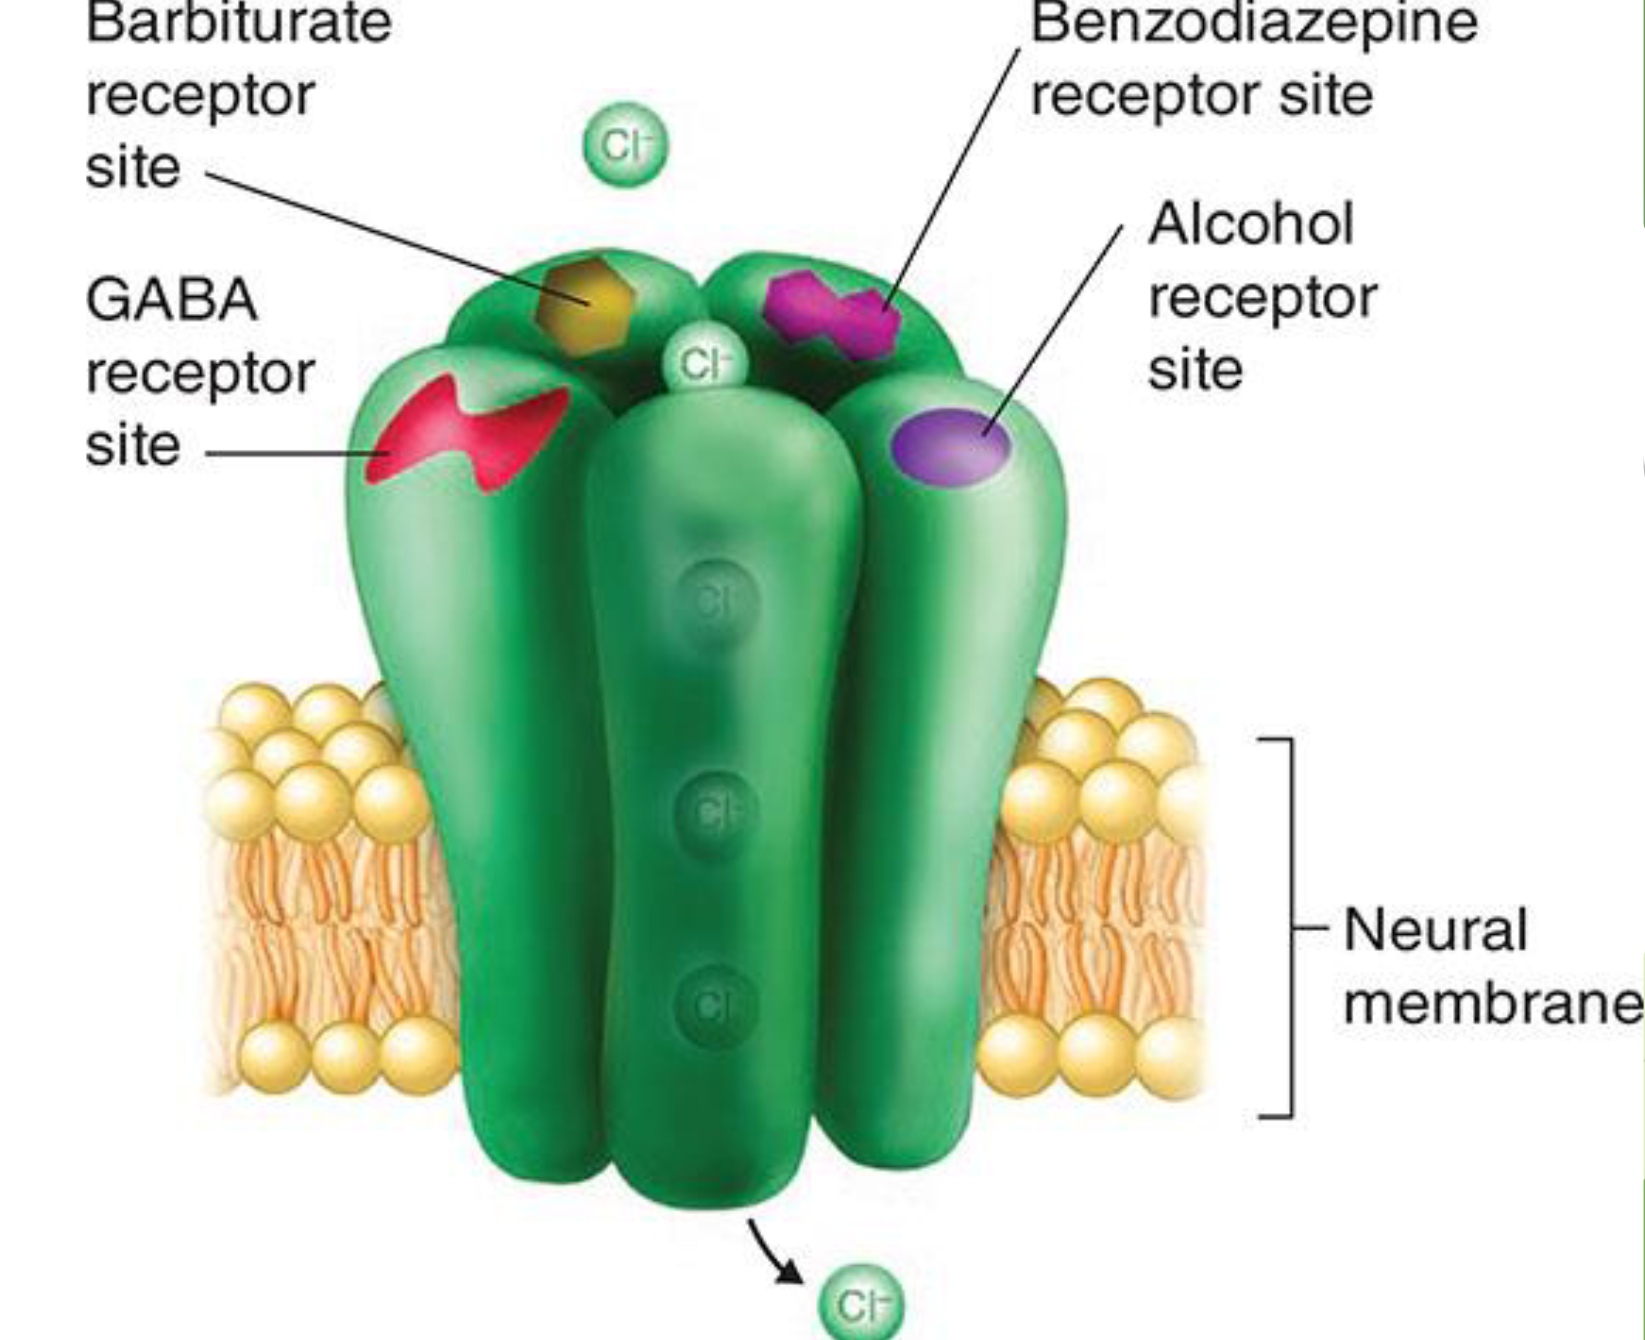 Barbiturate
receptor
site
Benzodiazepine
receptor site
Cl⁻
Alcohol
receptor
site
GABA
receptor
site
Cl⁻
Cl
Cl⁻
Cl
Neural
membrane
Cl⁻